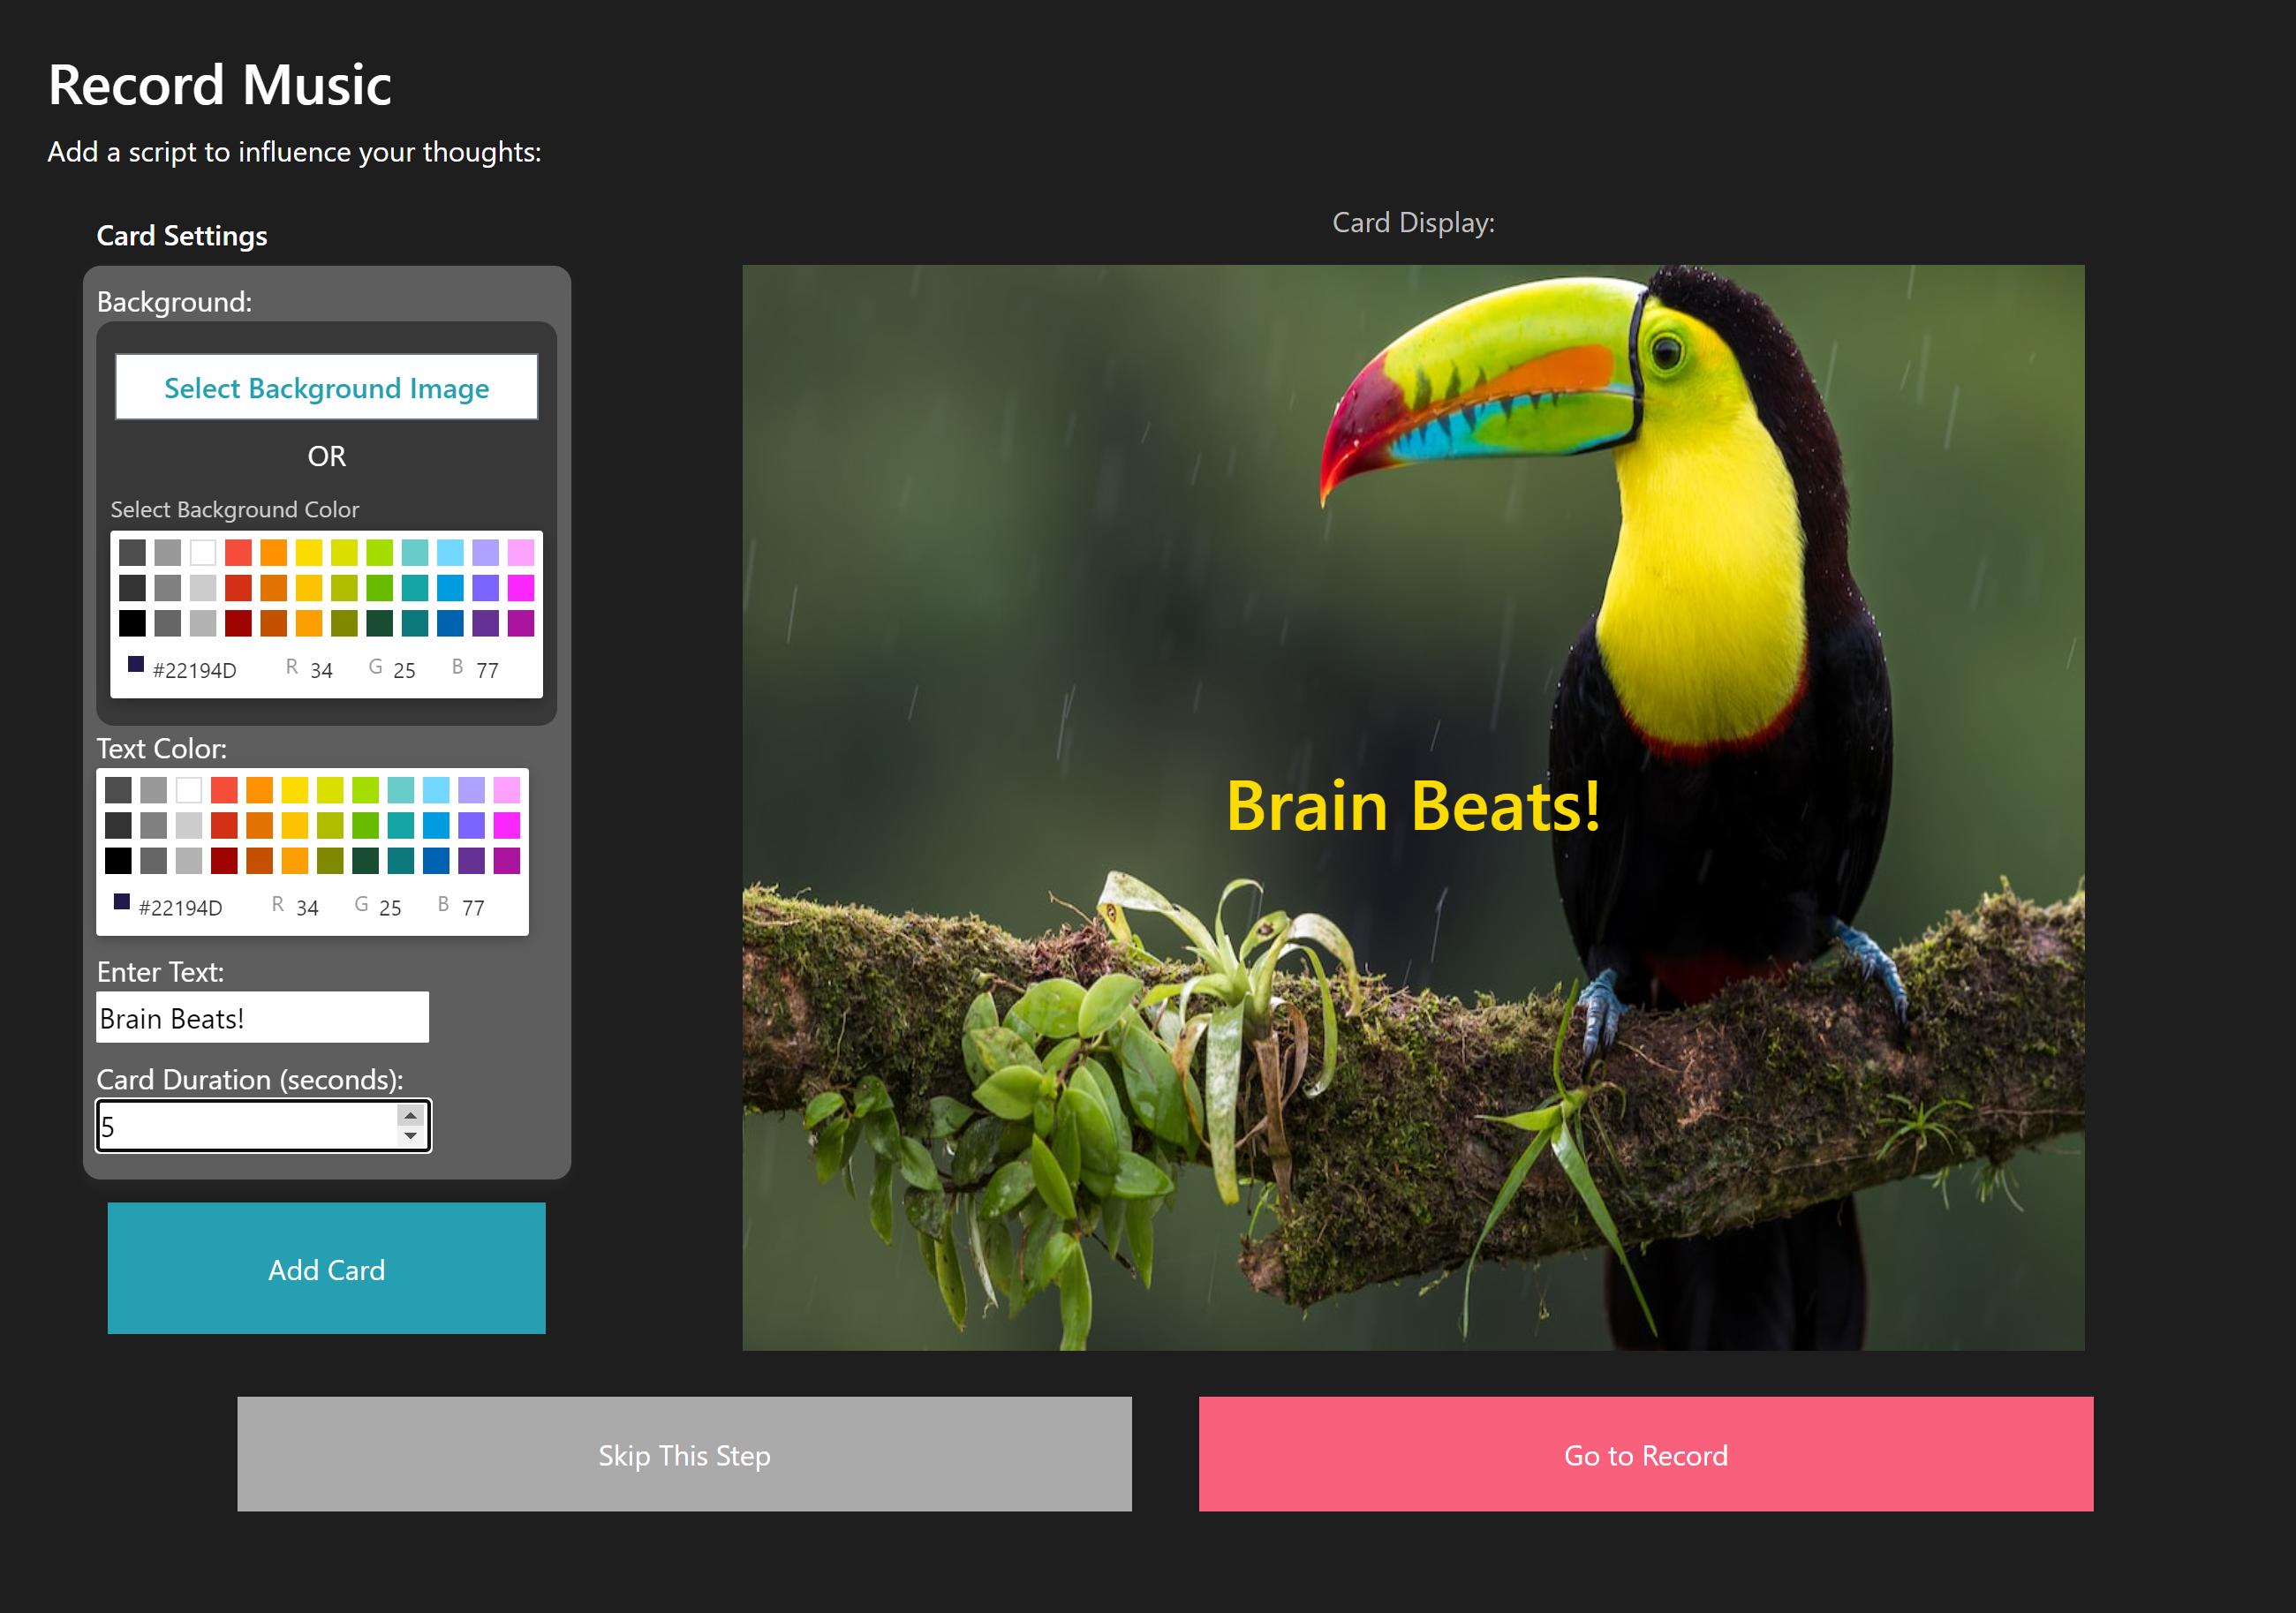 Record Music
Add a script to influence your thoughts:
Card Settings
Background:
Select Background Image
OR
Select Background Color
#22194D R 34 G 25 B 77
Text Color:
#22194D R 34 G 25 B 77
Enter Text:
Brain Beats!
Card Duration (seconds):
5
Add Card
Card Display:
Brain Beats!
Skip This Step
Go to Record